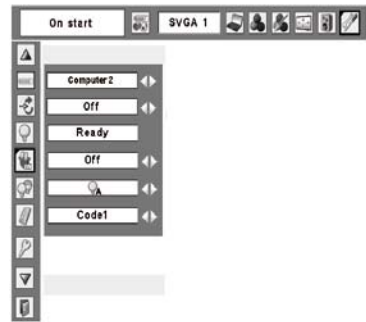 On start
SVGA 1
Computer2
Off
Ready
Off
A
Code1